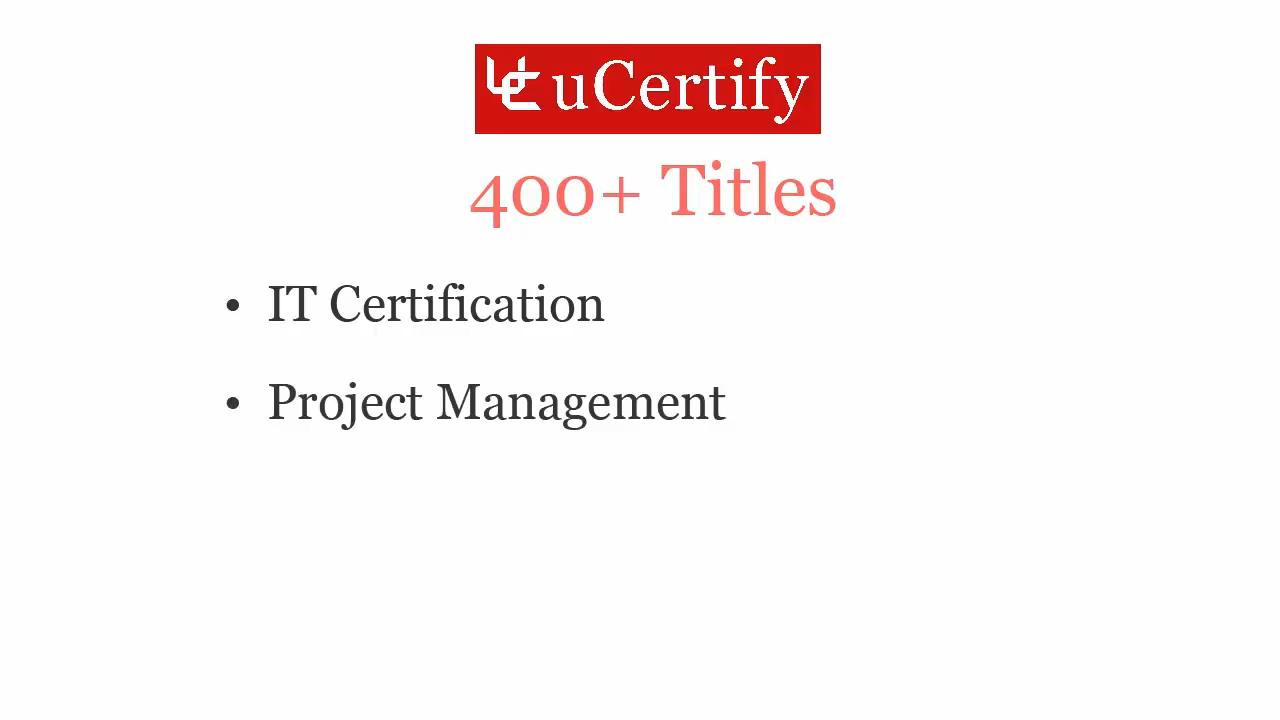 uCertify
400+ Titles
• IT Certification
• Project Management